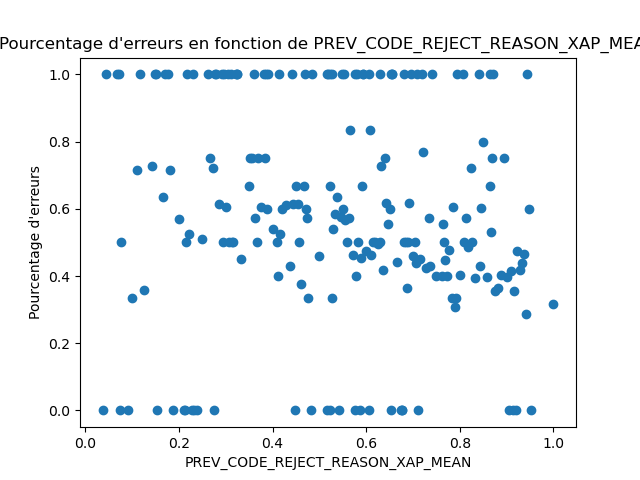 Pourcentage d'erreurs en fonction de PREV_CODE_REJECT_REASON_XAP_MEA
1.0
0.8
0.6
0.4
0.2
0.0
Pourcentage d'erreurs
0.0 0.2 0.4 0.6 0.8 1.0
PREV_CODE_REJECT_REASON_XAP_MEAN